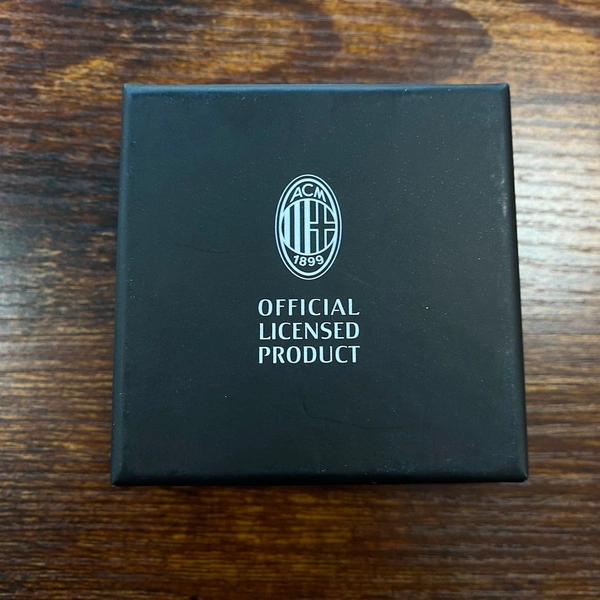 ACM
1899
OFFICIAL
LICENSED
PRODUCT